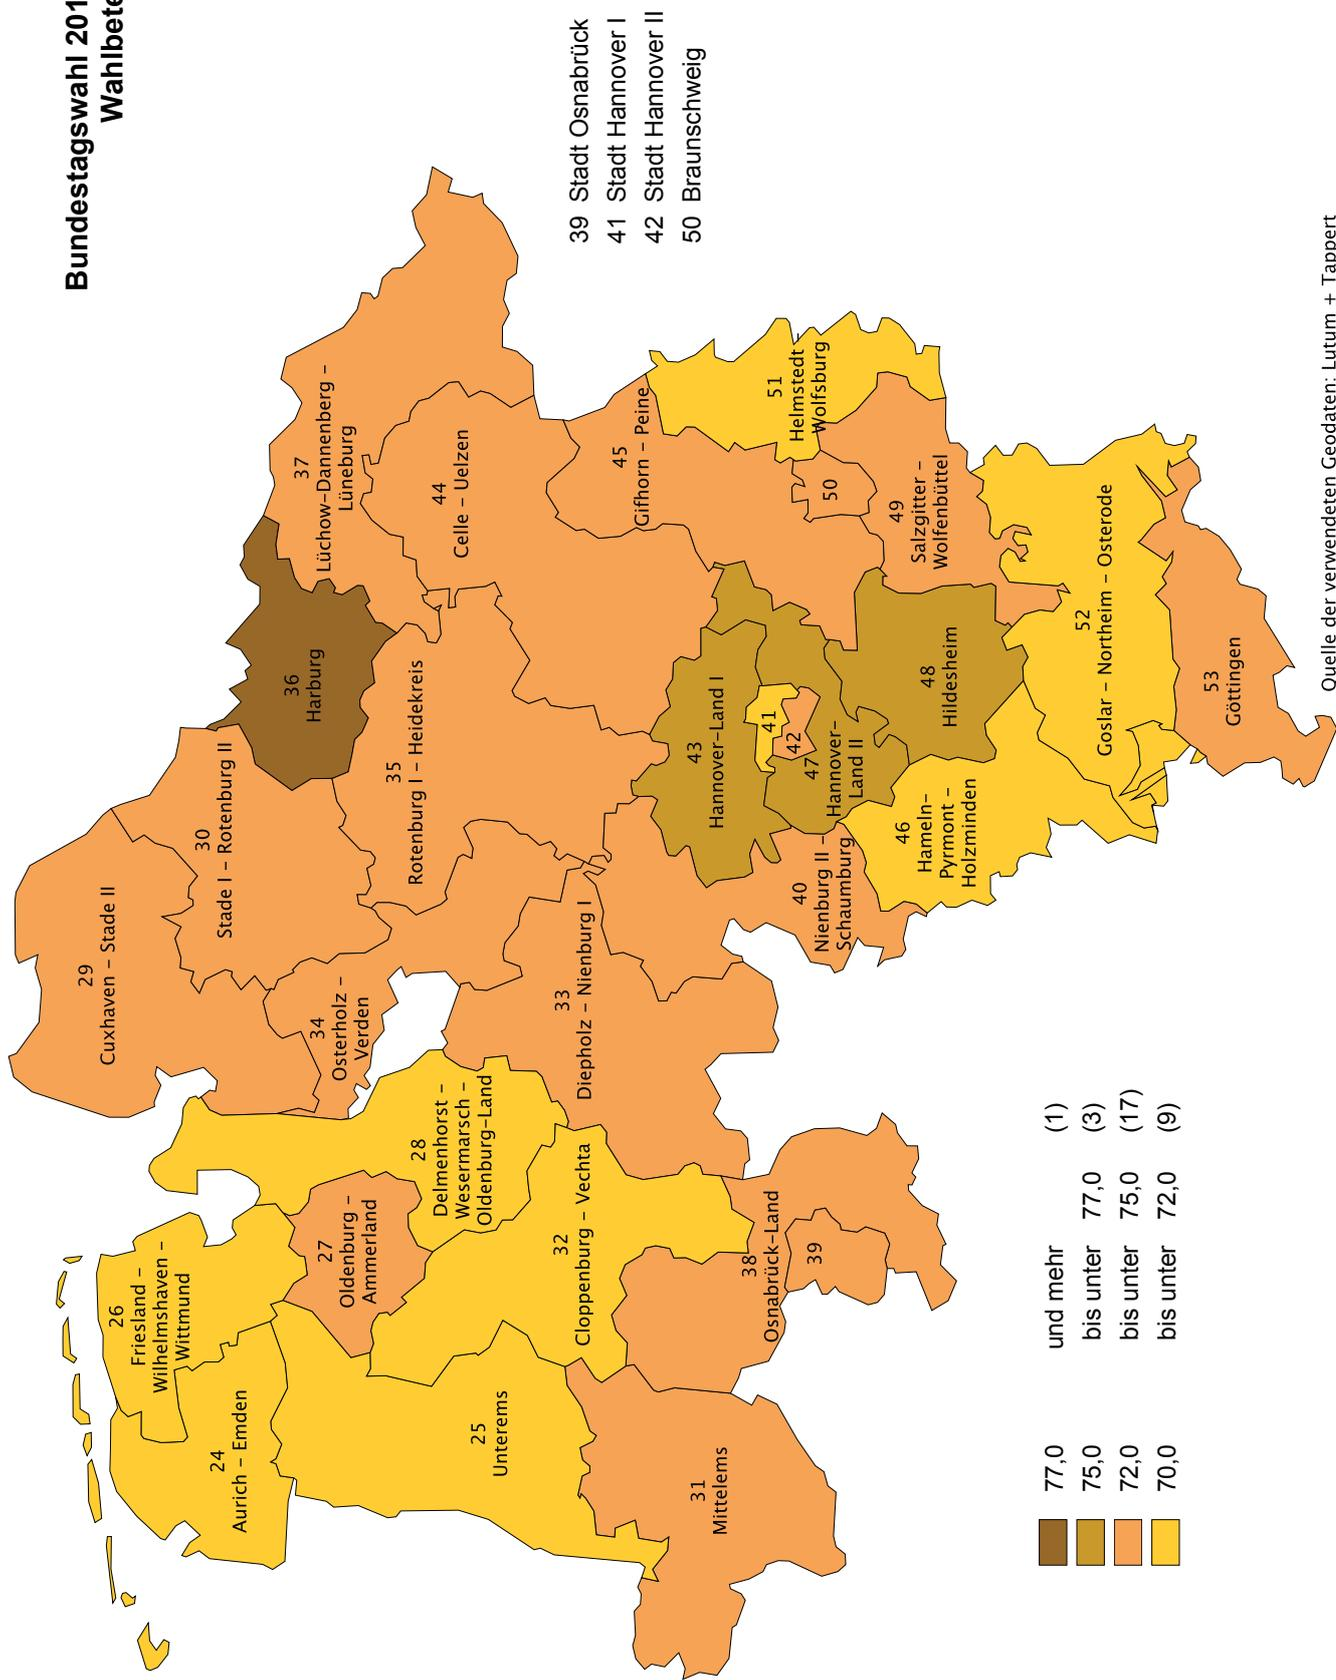 Bundestagswahl 201
Wahlbete
39 Stadt Osnabrück
41 Stadt Hannover I
42 Stadt Hannover II
50 Braunschweig
24
Aurich – Emden
25
Unterems
26
Friesland –
Wilhelmshaven –
Wittmund
27
Oldenburg –
Ammerland
28
Delmenhorst –
Wesermarsch –
Oldenburg–Land
29
Cuxhaven – Stade II
30
Stade I – Rotenburg II
31
Mittelems
32
Cloppenburg – Vechta
33
Diepholz – Nienburg I
34
Osterholz –
Verden
35
Rotenburg I – Heidekreis
36
Harburg
37
Lüchow–Dannenberg –
Lüneburg
38
Osnabrück–Land
39
40
Nienburg II –
Schaumburg
41
42
43
Hannover–Land I
44
Celle – Uelzen
45
Gifhorn – Peine
46
Hameln–
Pyrmont –
Holzminden
47
Hannover–
Land II
48
Hildesheim
49
Salzgitter –
Wolfenbüttel
50
51
Helmstedt –
Wolfsburg
52
Goslar – Northeim – Osterode
53
Göttingen
77,0 und mehr (1)
75,0 bis unter 77,0 (3)
72,0 bis unter 75,0 (17)
70,0 bis unter 72,0 (9)
Quelle der verwendeten Geodaten: Lutum + Tappert